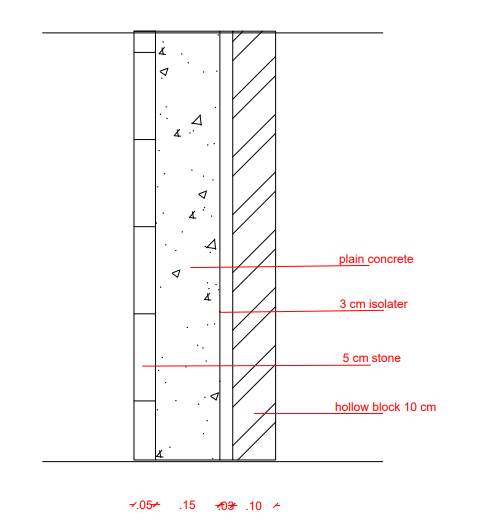 plain concrete
3 cm isolater
5 cm stone
hollow block 10 cm
.05 .15 .03 .10